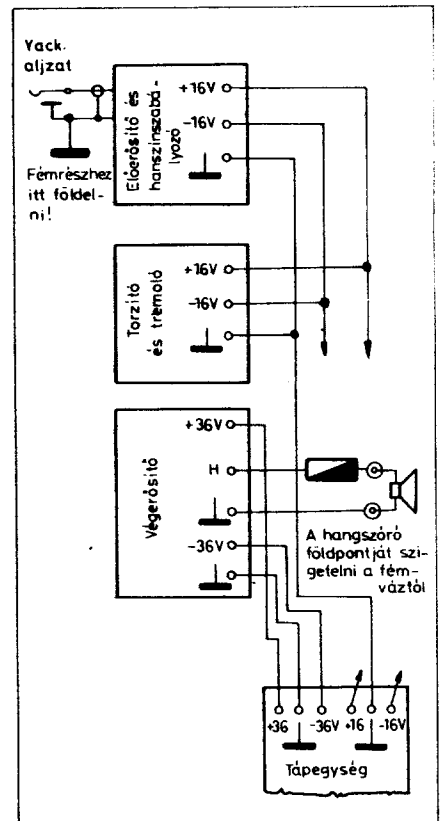 Yack.
aljzat
Fémrészhez
itt földel-
ni!
Előerősítő és
hanszínszabá-
lyozó
+16V
-16V
Torzító
és tremoló
+16V
-16V
Végerősítő
+36V
H
-36V
A hangszóró
földpontját szi-
getelni a fém-
váztól
+36
-36V
+16
-16V
Tápegység